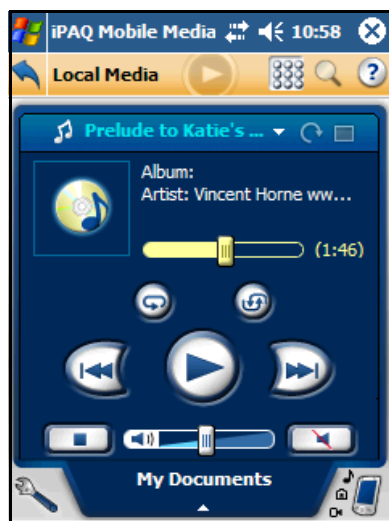 iPAQ Mobile Media 10:58
Local Media ?
Prelude to Katie's ...
Album:
Artist: Vincent Horne ww...
(1:46)
My Documents